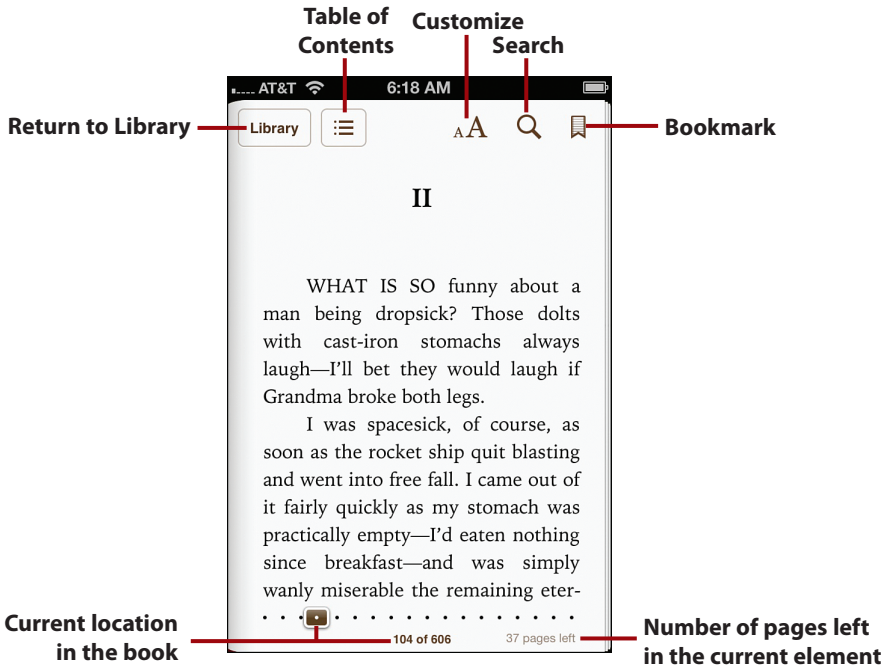 Table of
Contents
Customize
Search
AT&T 6:18 AM
Return to Library
Library
AA
Bookmark
II
WHAT IS SO funny about a
man being dropsick? Those dolts
with cast-iron stomachs always
laugh—I’ll bet they would laugh if
Grandma broke both legs.
I was spacesick, of course, as
soon as the rocket ship quit blasting
and went into free fall. I came out of
it fairly quickly as my stomach was
practically empty—I’d eaten nothing
since breakfast—and was simply
wanly miserable the remaining eter-
Current location
in the book
104 of 606
37 pages left
Number of pages left
in the current element